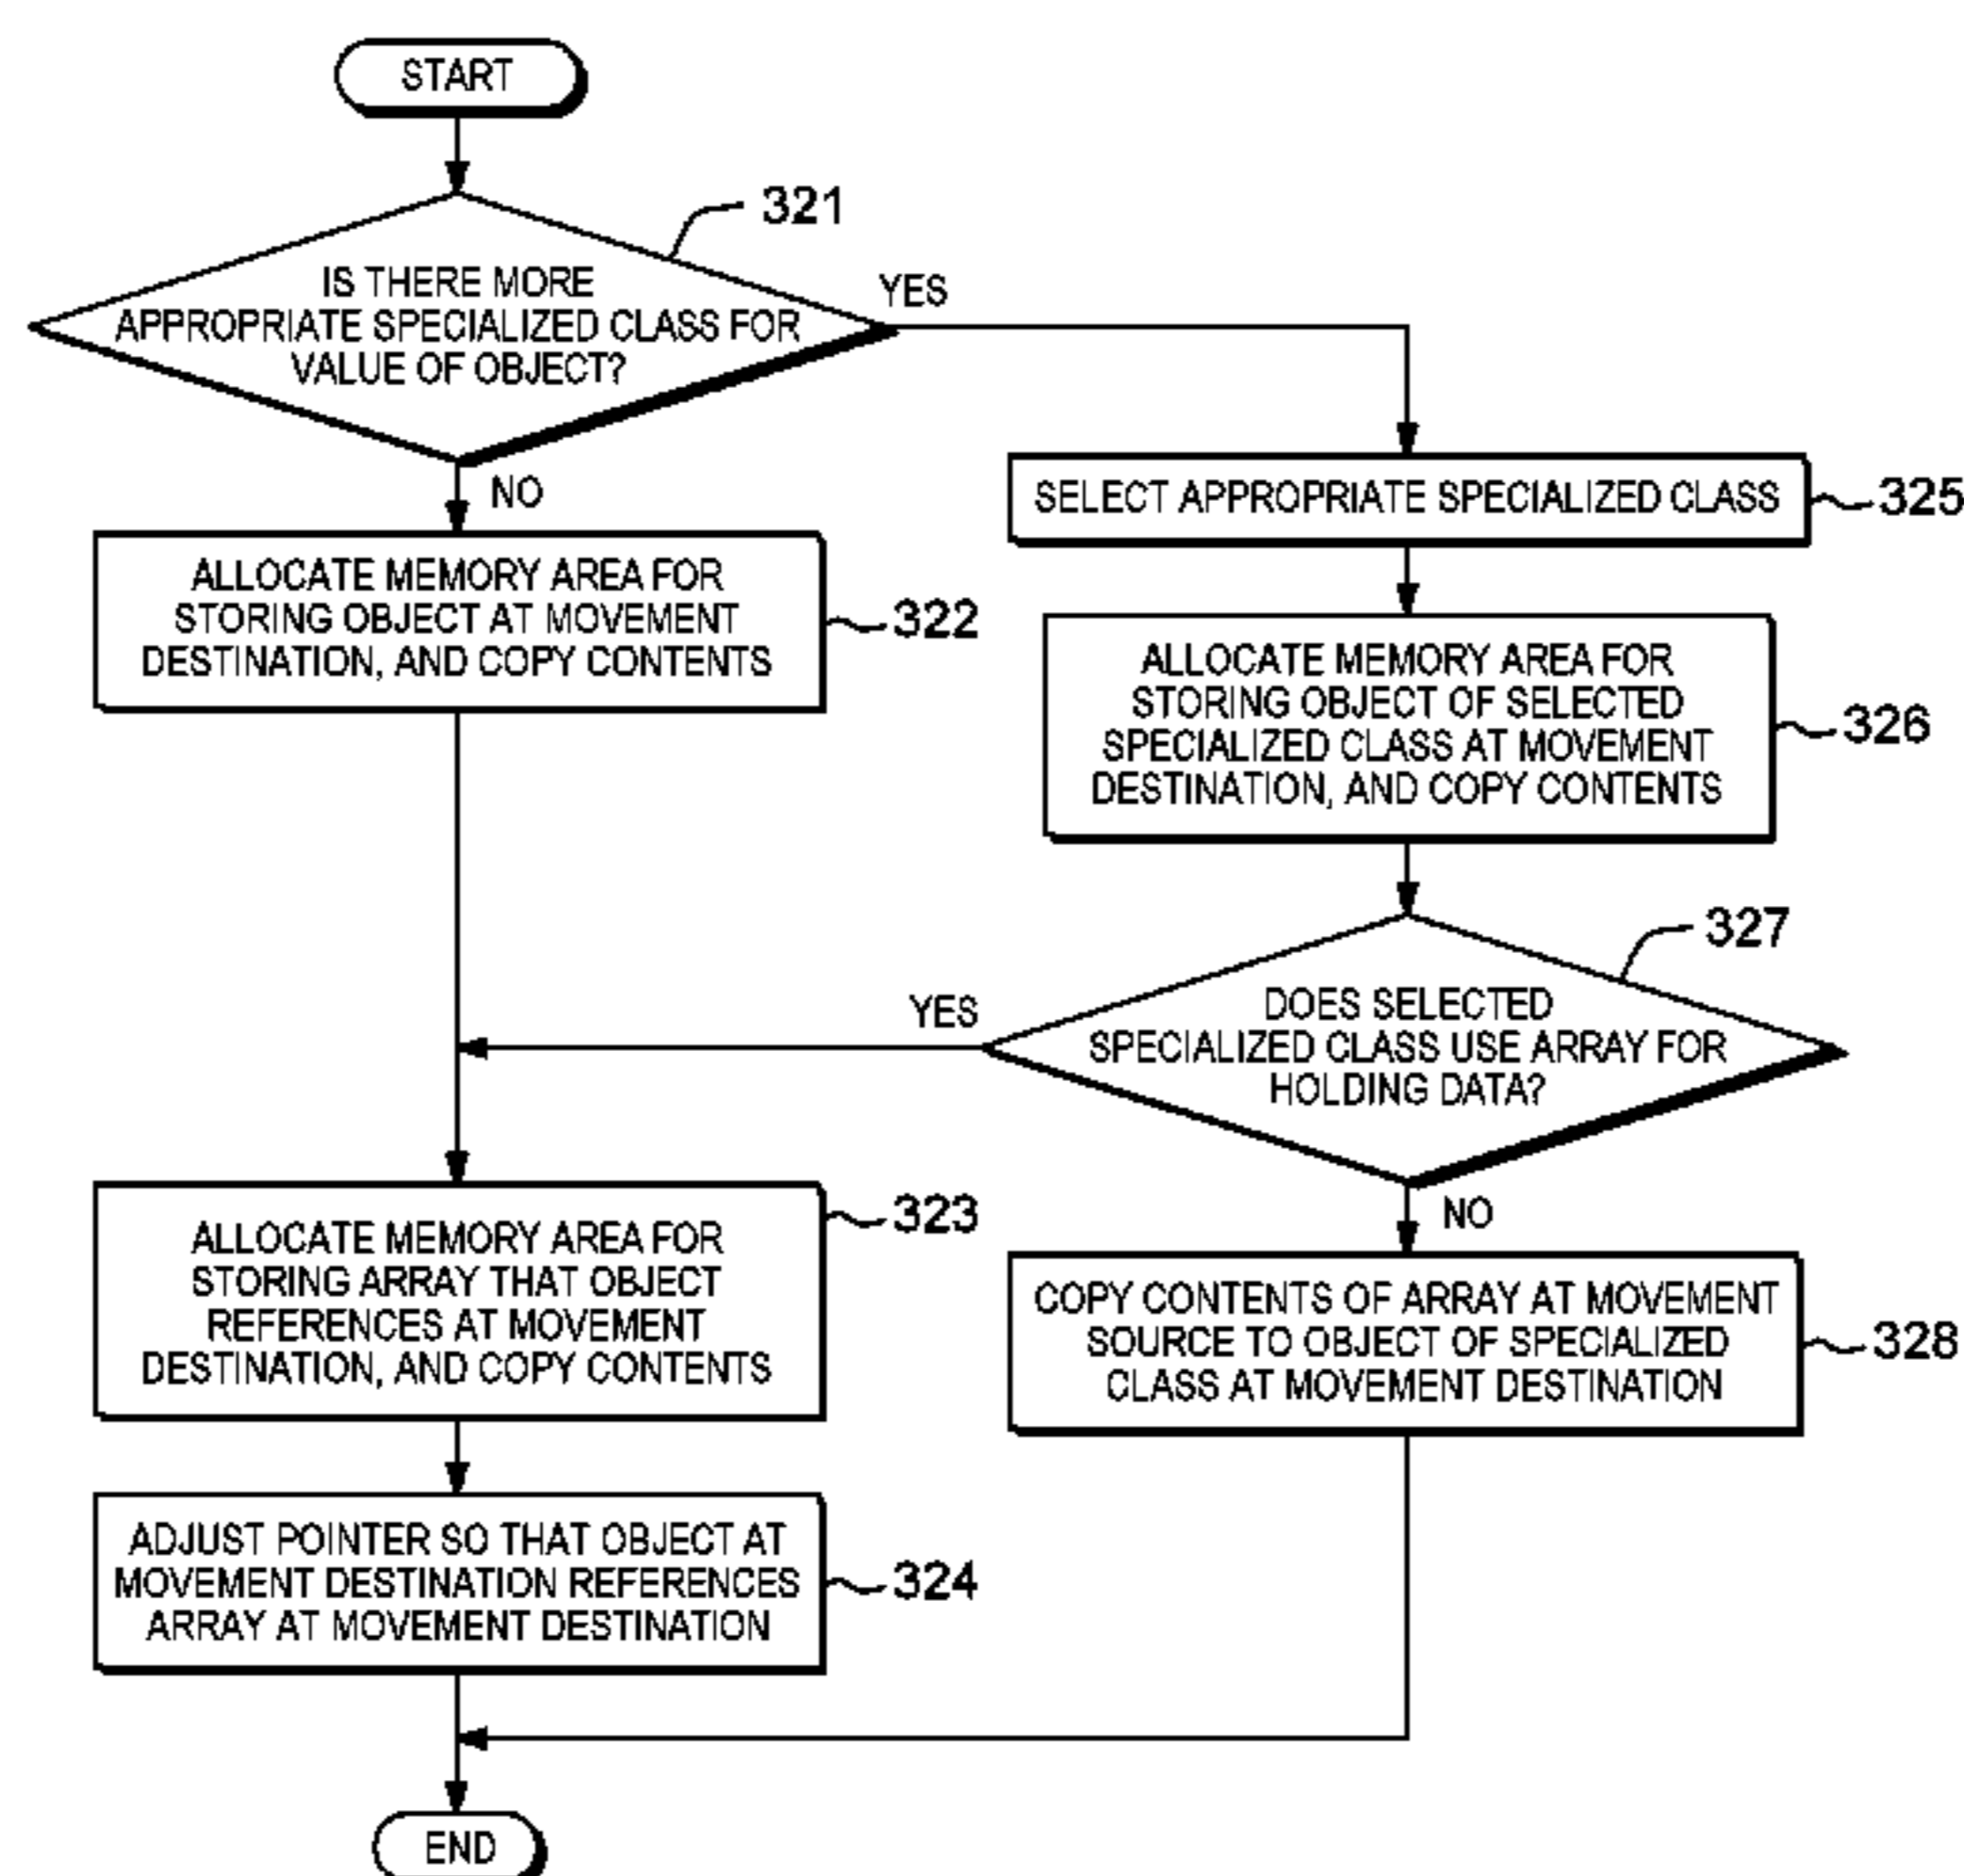 START
321
IS THERE MORE
APPROPRIATE SPECIALIZED CLASS FOR
VALUE OF OBJECT?
YES
NO
ALLOCATE MEMORY AREA FOR
STORING OBJECT AT MOVEMENT
DESTINATION, AND COPY CONTENTS
322
SELECT APPROPRIATE SPECIALIZED CLASS
325
ALLOCATE MEMORY AREA FOR
STORING OBJECT OF SELECTED
SPECIALIZED CLASS AT MOVEMENT
DESTINATION, AND COPY CONTENTS
326
327
DOES SELECTED
SPECIALIZED CLASS USE ARRAY FOR
HOLDING DATA?
YES
NO
ALLOCATE MEMORY AREA FOR
STORING ARRAY THAT OBJECT
REFERENCES AT MOVEMENT
DESTINATION, AND COPY CONTENTS
323
COPY CONTENTS OF ARRAY AT MOVEMENT
SOURCE TO OBJECT OF SPECIALIZED
CLASS AT MOVEMENT DESTINATION
328
ADJUST POINTER SO THAT OBJECT AT
MOVEMENT DESTINATION REFERENCES
ARRAY AT MOVEMENT DESTINATION
324
END